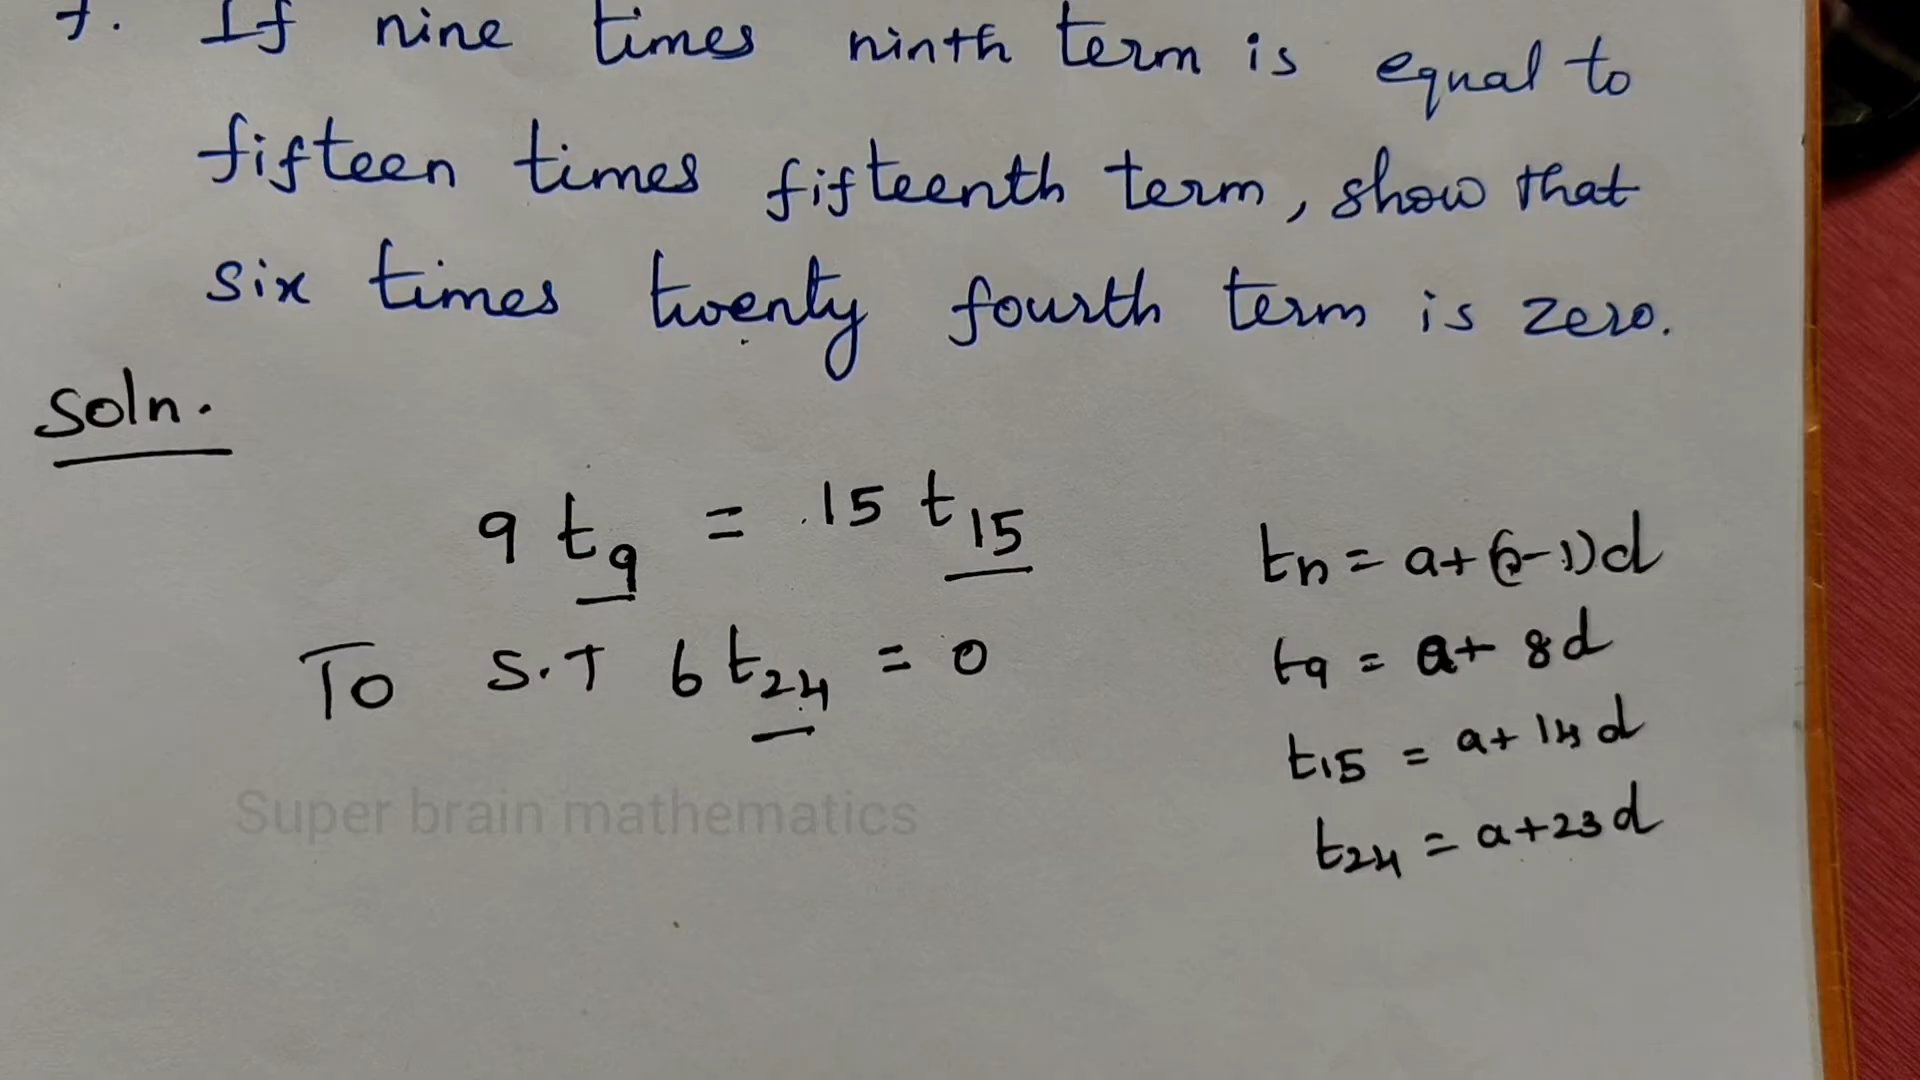 7. If nine times ninth term is equal to
fifteen times fifteenth term, show that
six times twenty fourth term is zero.
Soln.
9 t9 = 15 t15
To S.T 6 t24 = 0
tn = a+(n-1)d
t9 = a+ 8d
t15 = a+ 14d
t24 = a+23d
Super brain mathematics